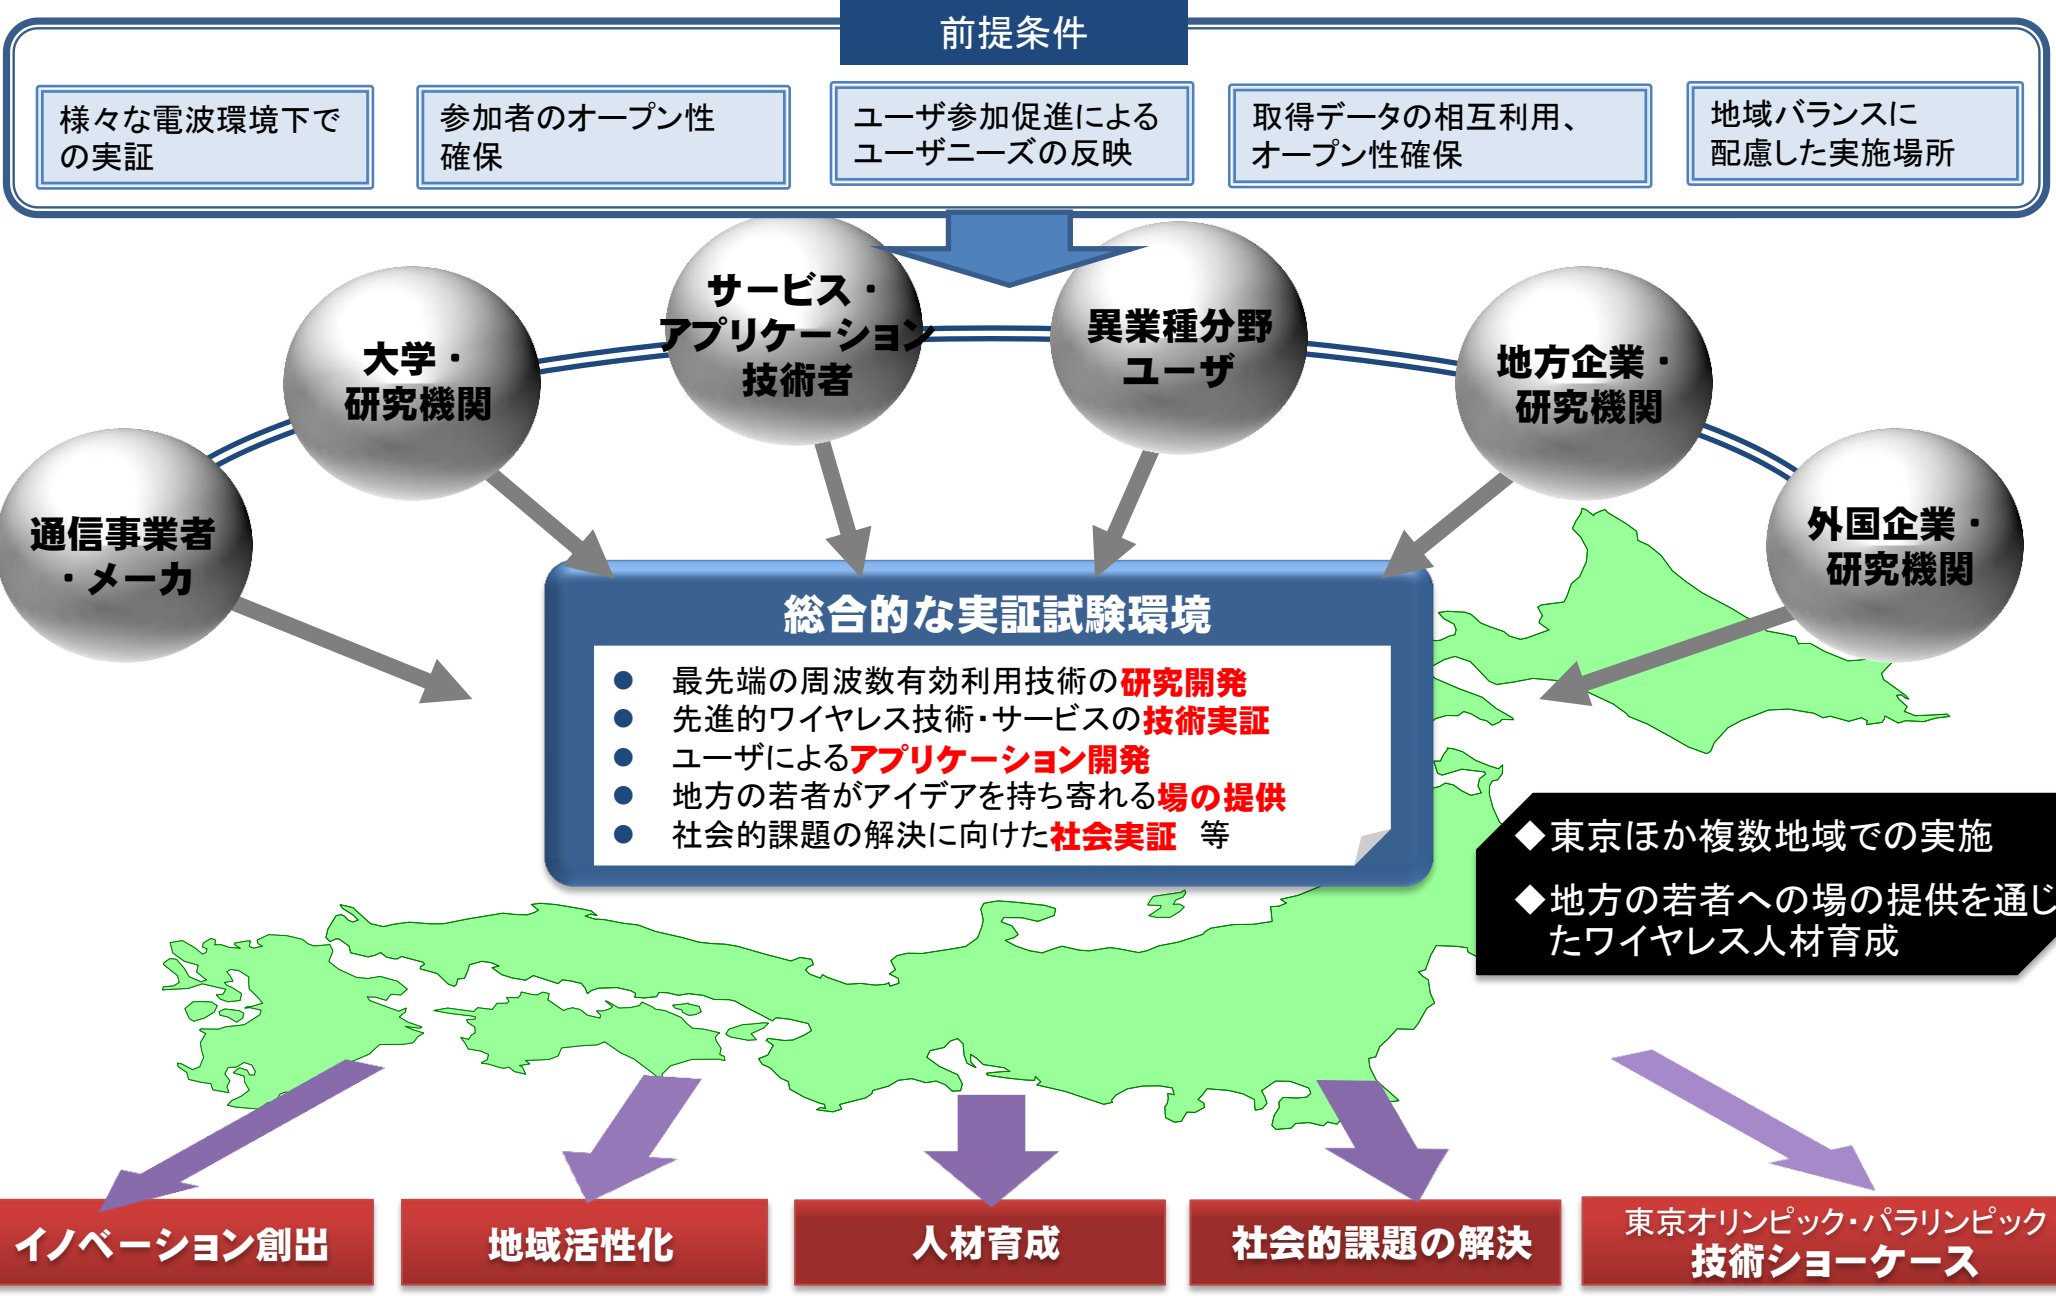 前提条件
様々な電波環境下で
の実証
参加者のオープン性
確保
ユーザ参加促進による
ユーザニーズの反映
取得データの相互利用、
オープン性確保
地域バランスに
配慮した実施場所
通信事業者
・メーカ
大学・
研究機関
サービス・
アプリケーション
技術者
異業種分野
ユーザ
地方企業・
研究機関
外国企業・
研究機関
総合的な実証試験環境
● 最先端の周波数有効利用技術の研究開発
● 先進的ワイヤレス技術・サービスの技術実証
● ユーザによるアプリケーション開発
● 地方の若者がアイデアを持ち寄れる場の提供
● 社会的課題の解決に向けた社会実証 等
◆東京ほか複数地域での実施
◆地方の若者への場の提供を通じ
たワイヤレス人材育成
イノベーション創出
地域活性化
人材育成
社会的課題の解決
東京オリンピック・パラリンピック
技術ショーケース